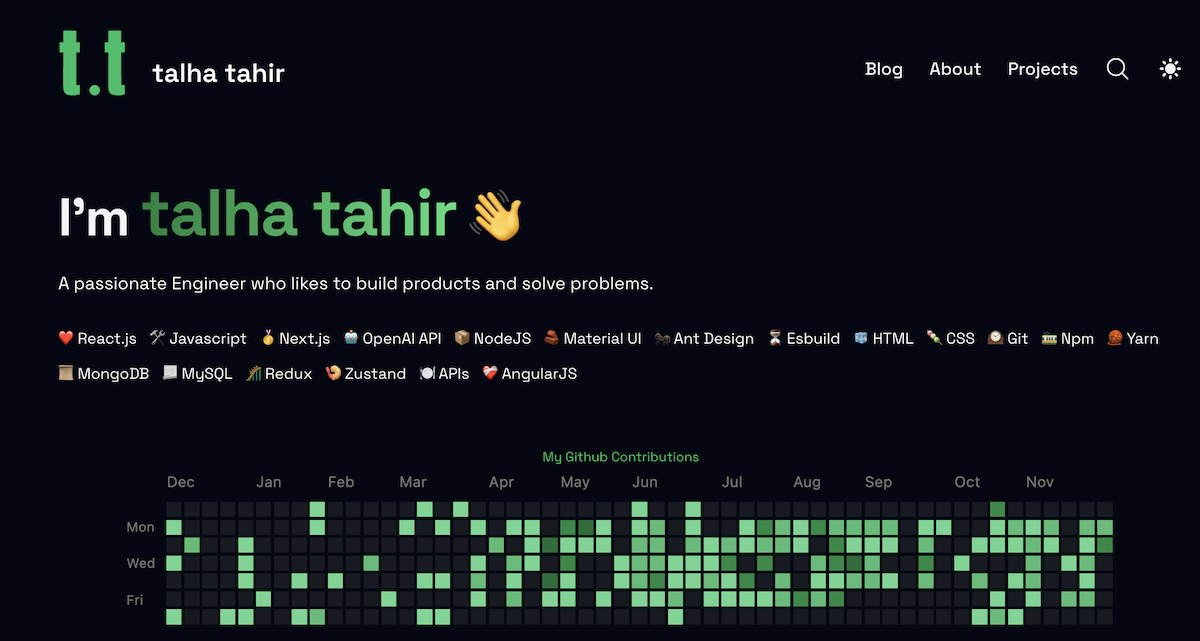 t.t talha tahir Blog About Projects
I'm talha tahir 👋
A passionate Engineer who likes to build products and solve problems.
❤️ React.js 🛠 Javascript 🥇 Next.js 🤖 OpenAI API 📦 NodeJS 🧱 Material UI 🐜 Ant Design ⏳ Esbuild 🧊 HTML 🍡 CSS 🕰 Git 🚃 Npm 🧶 Yarn
📜 MongoDB 📃 MySQL 🎢 Redux 🪃 Zustand 🍽 APIs ❤️‍🩹 AngularJS
My Github Contributions
Dec Jan Feb Mar Apr May Jun Jul Aug Sep Oct Nov
Mon
Wed
Fri